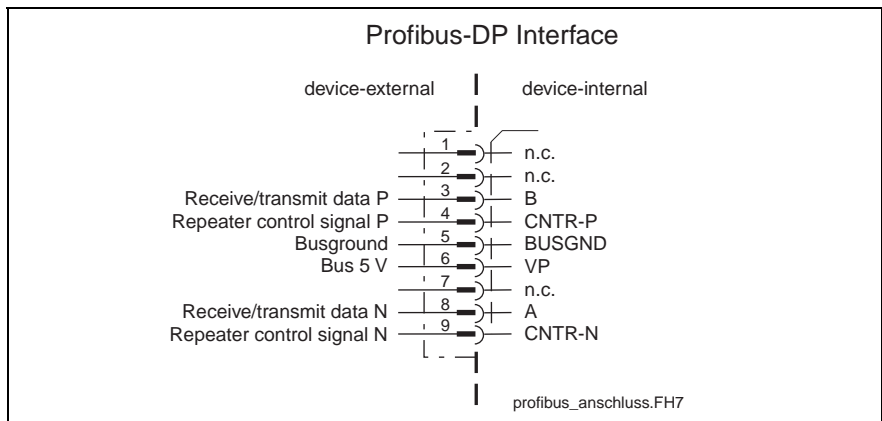 Profibus-DP Interface
device-external device-internal
1 n.c.
2 n.c.
Receive/transmit data P 3 B
Repeater control signal P 4 CNTR-P
Busground 5 BUSGND
Bus 5 V 6 VP
7 n.c.
Receive/transmit data N 8 A
Repeater control signal N 9 CNTR-N
profibus_anschluss.FH7